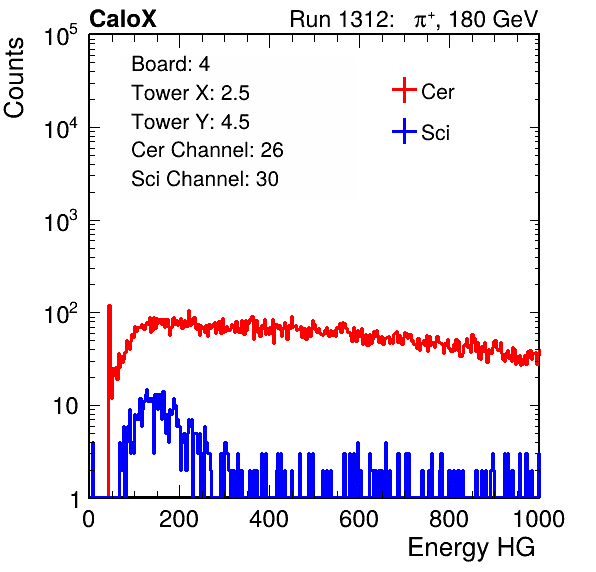 CaloX
Run 1312: π⁺, 180 GeV
Counts
Board: 4
Tower X: 2.5
Tower Y: 4.5
Cer Channel: 26
Sci Channel: 30
Cer
Sci
10⁵
10⁴
10³
10²
10
1
0 200 400 600 800 1000
Energy HG